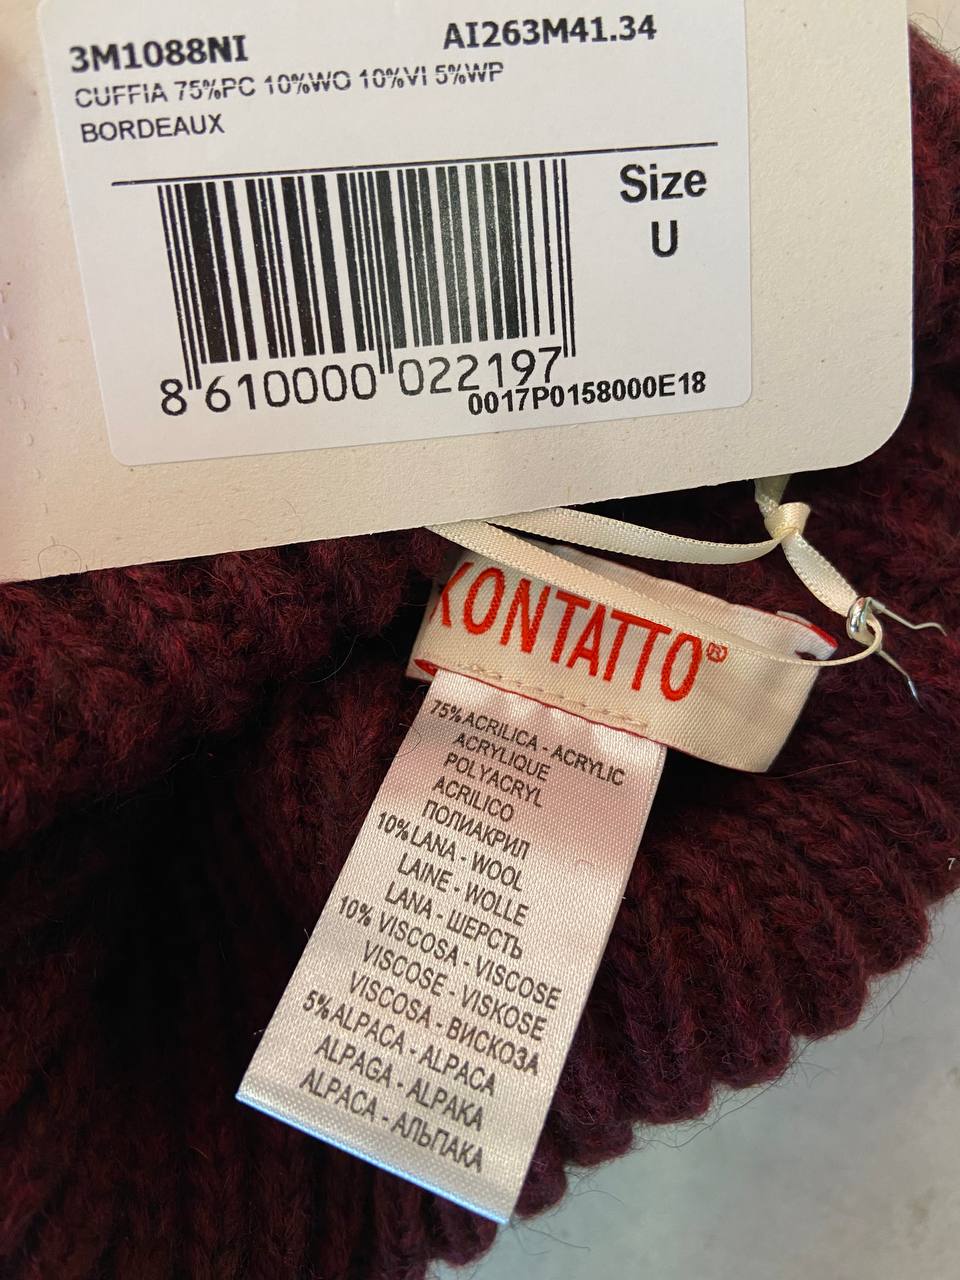 3M1088NI AI263M41.34
CUFFIA 75%PC 10%WO 10%VI 5%WP
BORDEAUX
Size
U
8 610000 022197
0017P0158000E18
KONTATTO®
75% ACRILICA - ACRYLIC
ACRYLIQUE
POLYACRYL
ACRILICO
ПОЛИАКРИЛ
10% LANA - WOOL
LAINE - WOLLE
LANA - ШЕРСТЬ
10% VISCOSA - VISCOSE
VISCOSE - VISKOSE
VISCOSA - ВИСКОЗА
5% ALPACA - ALPACA
ALPAGA - ALPAKA
ALPACA - АЛЬПАКА
7